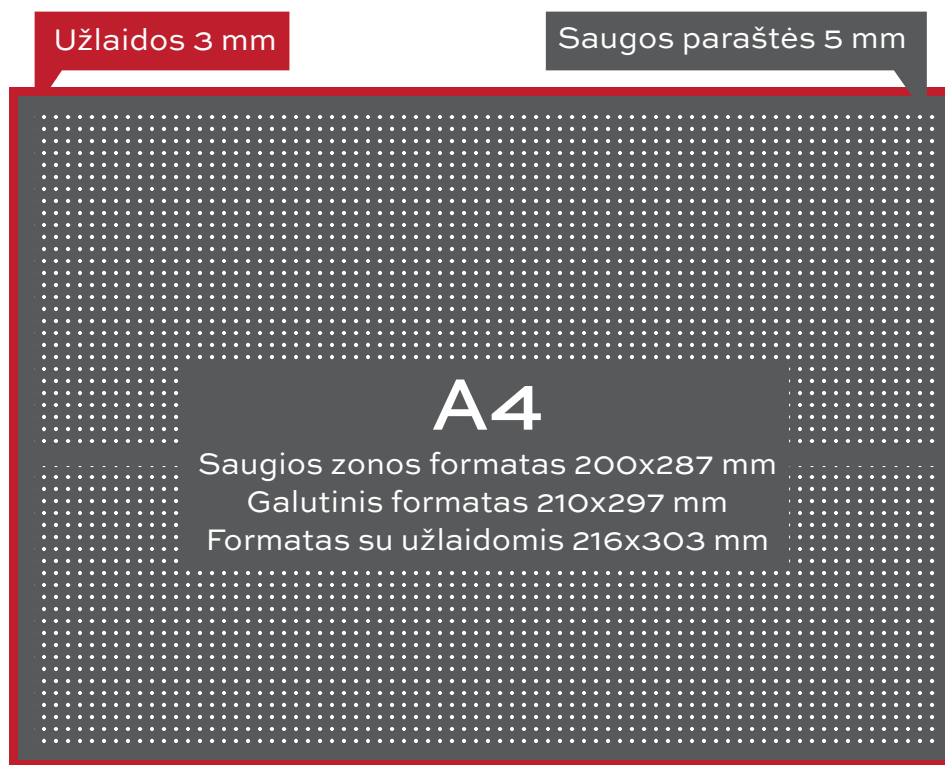 Užlaidos 3 mm
Saugos paraštės 5 mm
A4
Saugios zonos formatas 200x287 mm
Galutinis formatas 210x297 mm
Formatas su užlaidomis 216x303 mm